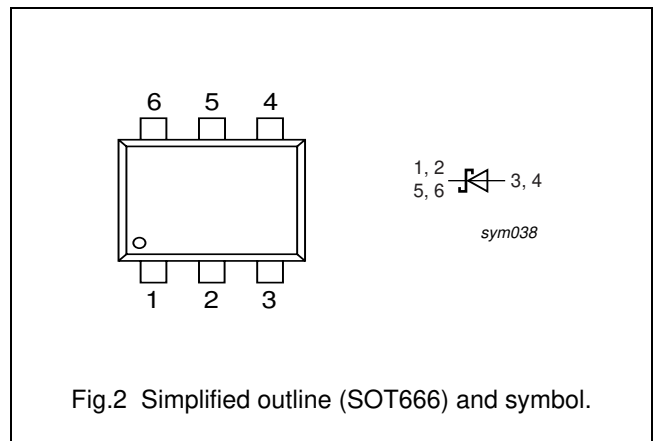 6 5 4
1, 2
5, 6
3, 4
sym038
1 2 3
Fig.2 Simplified outline (SOT666) and symbol.